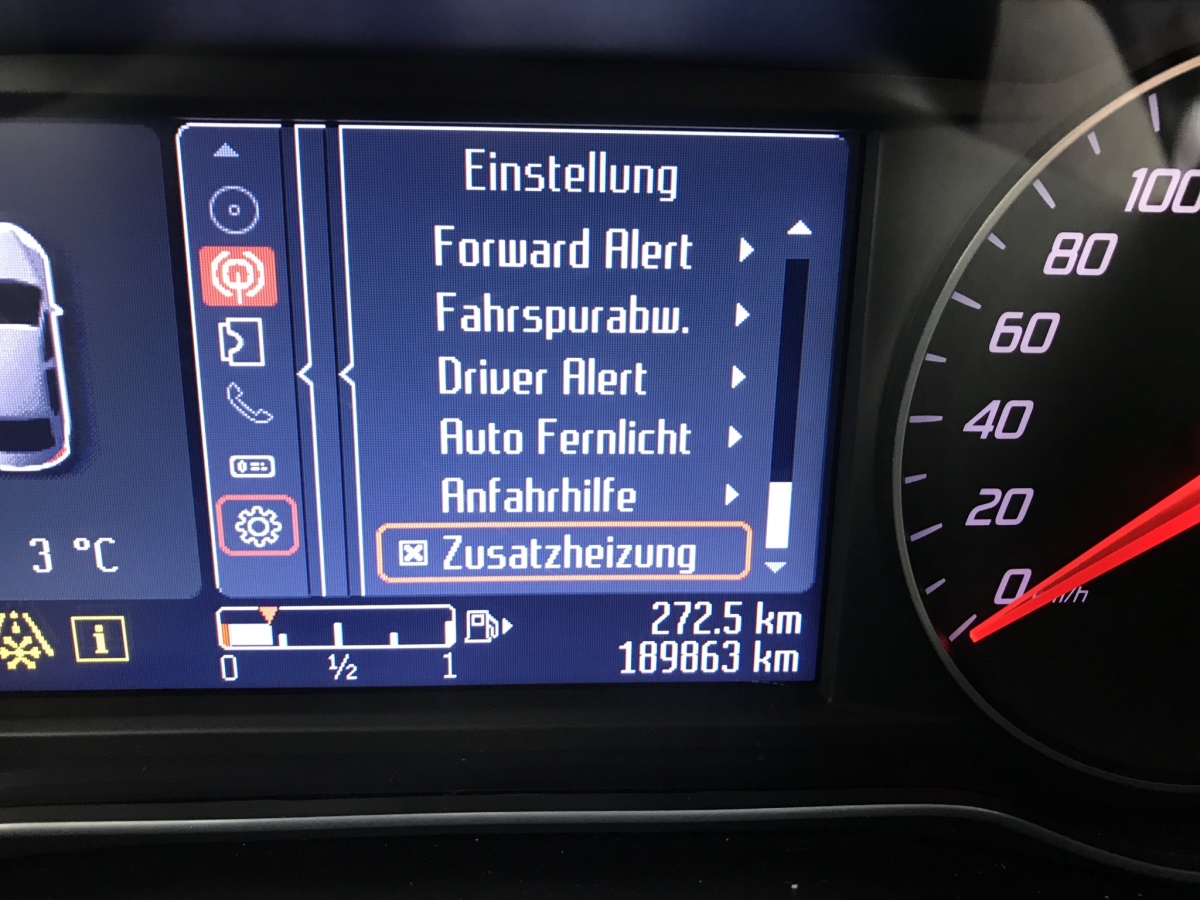 Einstellung
Forward Alert
Fahrspurabw.
Driver Alert
Auto Fernlicht
Anfahrhilfe
Zusatzheizung
3 °C
i
0 ½ 1
272.5 km
189863 km
100
80
60
40
20
0
km/h